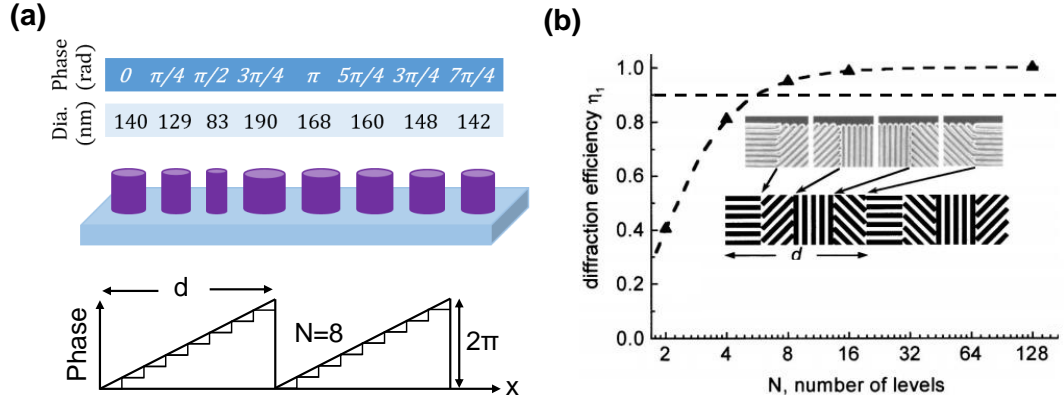 (a)
Phase (rad) 0 π/4 π/2 3π/4 π 5π/4 3π/4 7π/4
Dia. (nm) 140 129 83 190 168 160 148 142
d
Phase
N=8
2π
x
(b)
diffraction efficiency η₁
1.0
0.8
0.6
0.4
0.2
0.0
d
2 4 8 16 32 64 128
N, number of levels